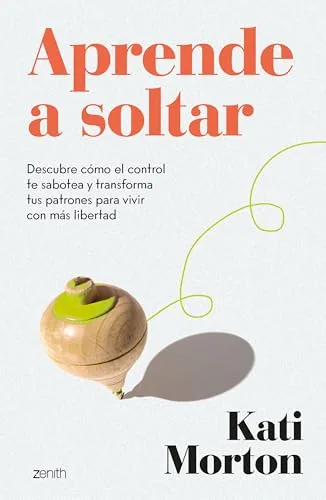 Aprende
a soltar
Descubre cómo el control
te sabotea y transforma
tus patrones para vivir
con más libertad
Kati
Morton
zenith